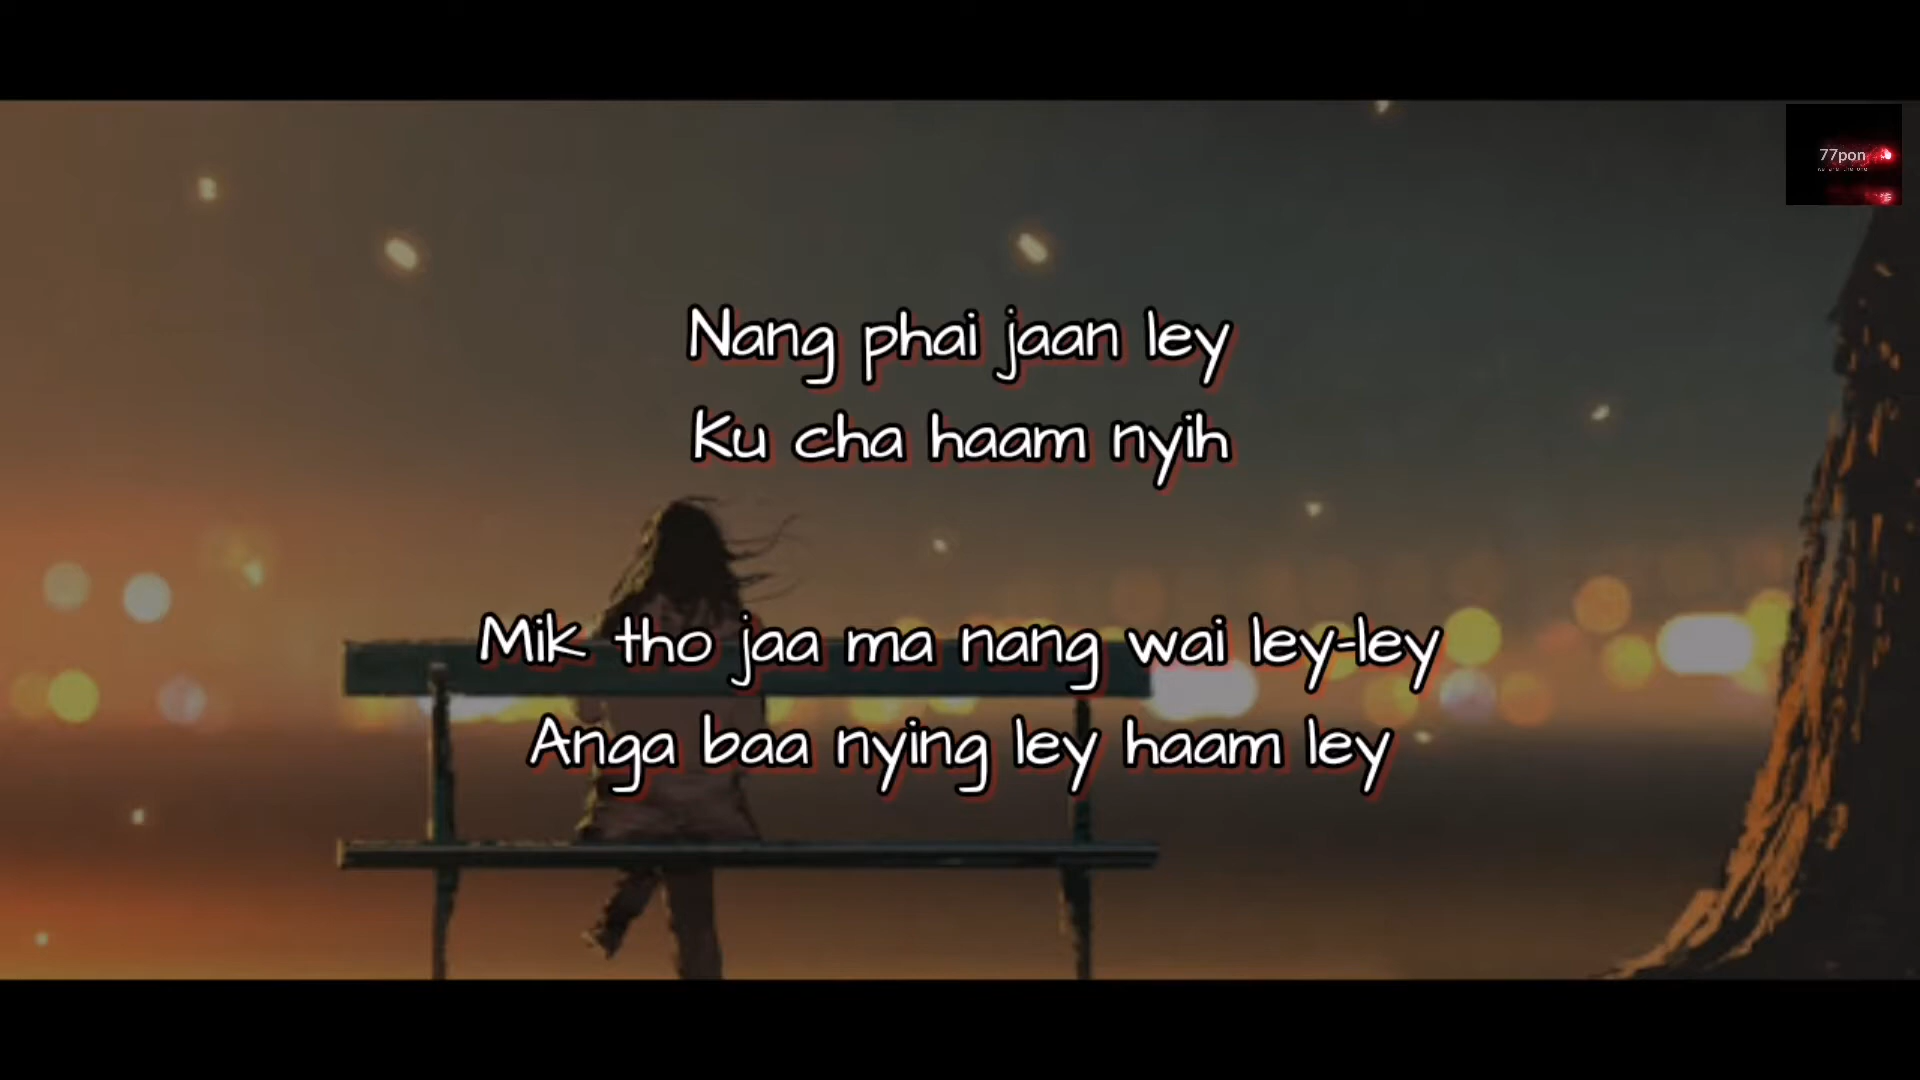 77pon
Nang phai jaan ley
Ku cha haam nyih
Mik tho jaa ma nang wai ley-ley
Anga baa nying ley haam ley